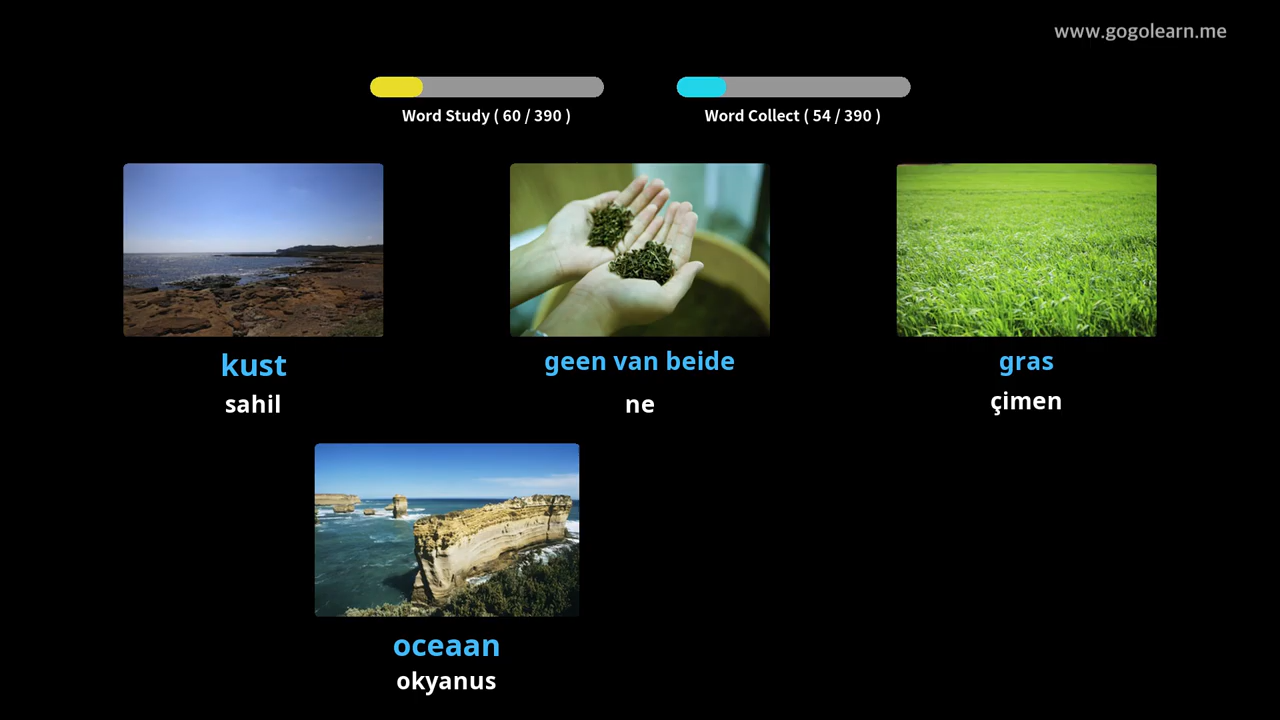 www.gogolearn.me
Word Study ( 60 / 390 )
Word Collect ( 54 / 390 )
kust
sahil
geen van beide
ne
gras
çimen
oceaan
okyanus